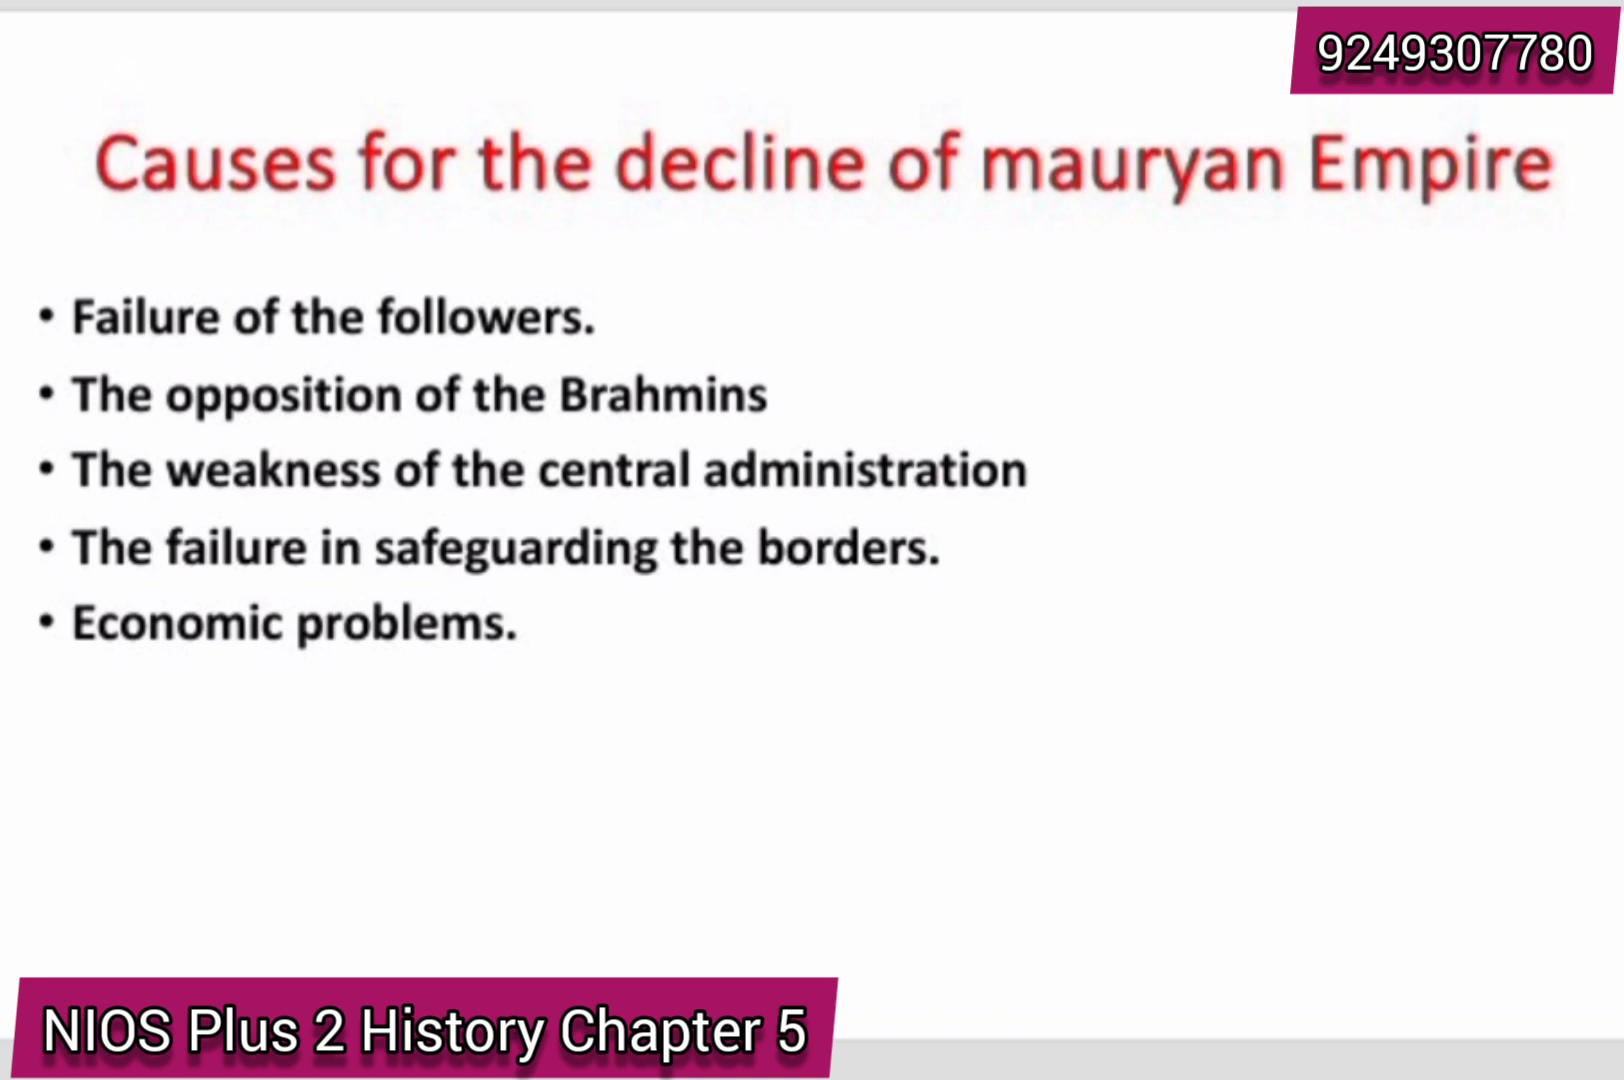 9249307780
Causes for the decline of mauryan Empire
• Failure of the followers.
• The opposition of the Brahmins
• The weakness of the central administration
• The failure in safeguarding the borders.
• Economic problems.
NIOS Plus 2 History Chapter 5